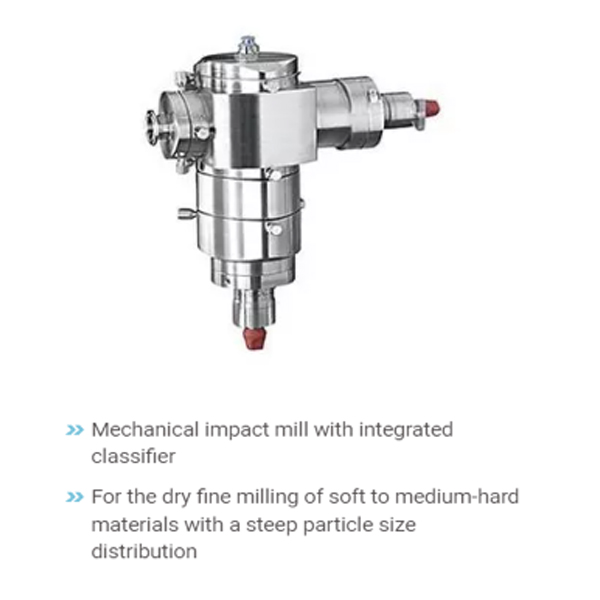 Mechanical impact mill with integrated
classifier
For the dry fine milling of soft to medium-hard
materials with a steep particle size
distribution